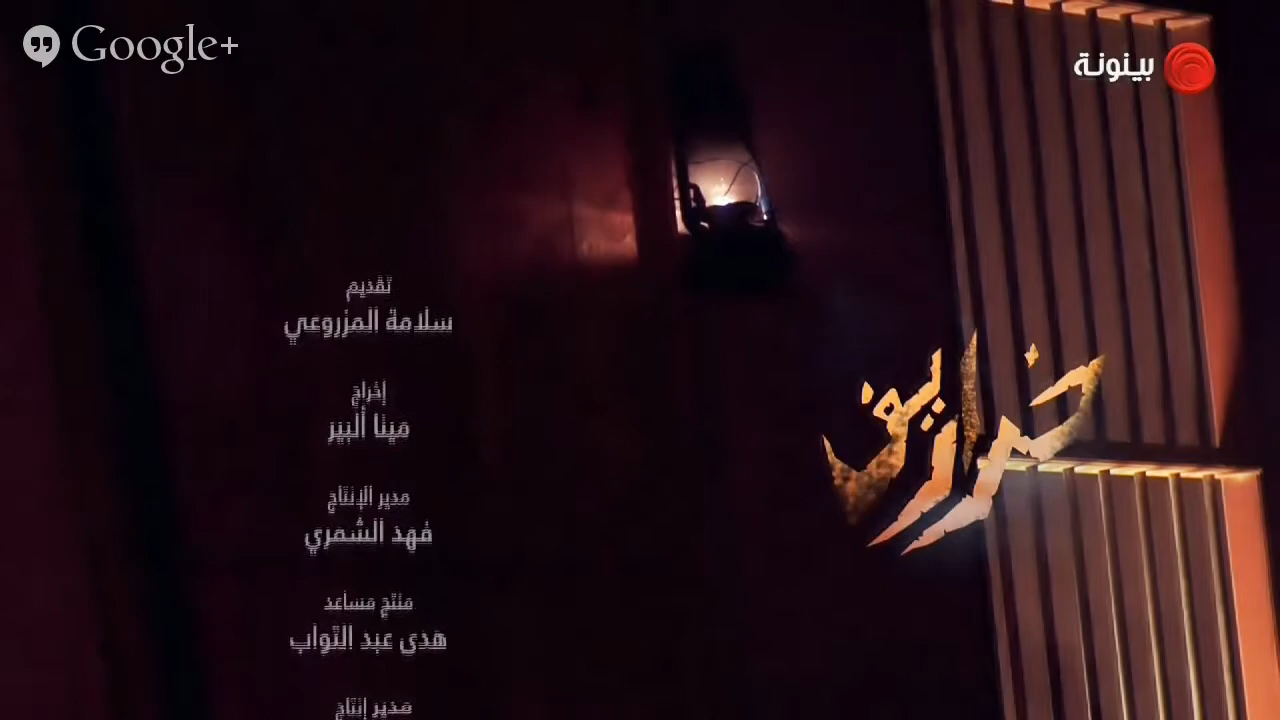 Google+
بينونة
تقديم
سلامة المزروعي
إخراج
مينا ألبير
مدير الإنتاج
فهد الشمري
منتج مساعد
هدى عبد التواب
مدير إنتاج
خراريف